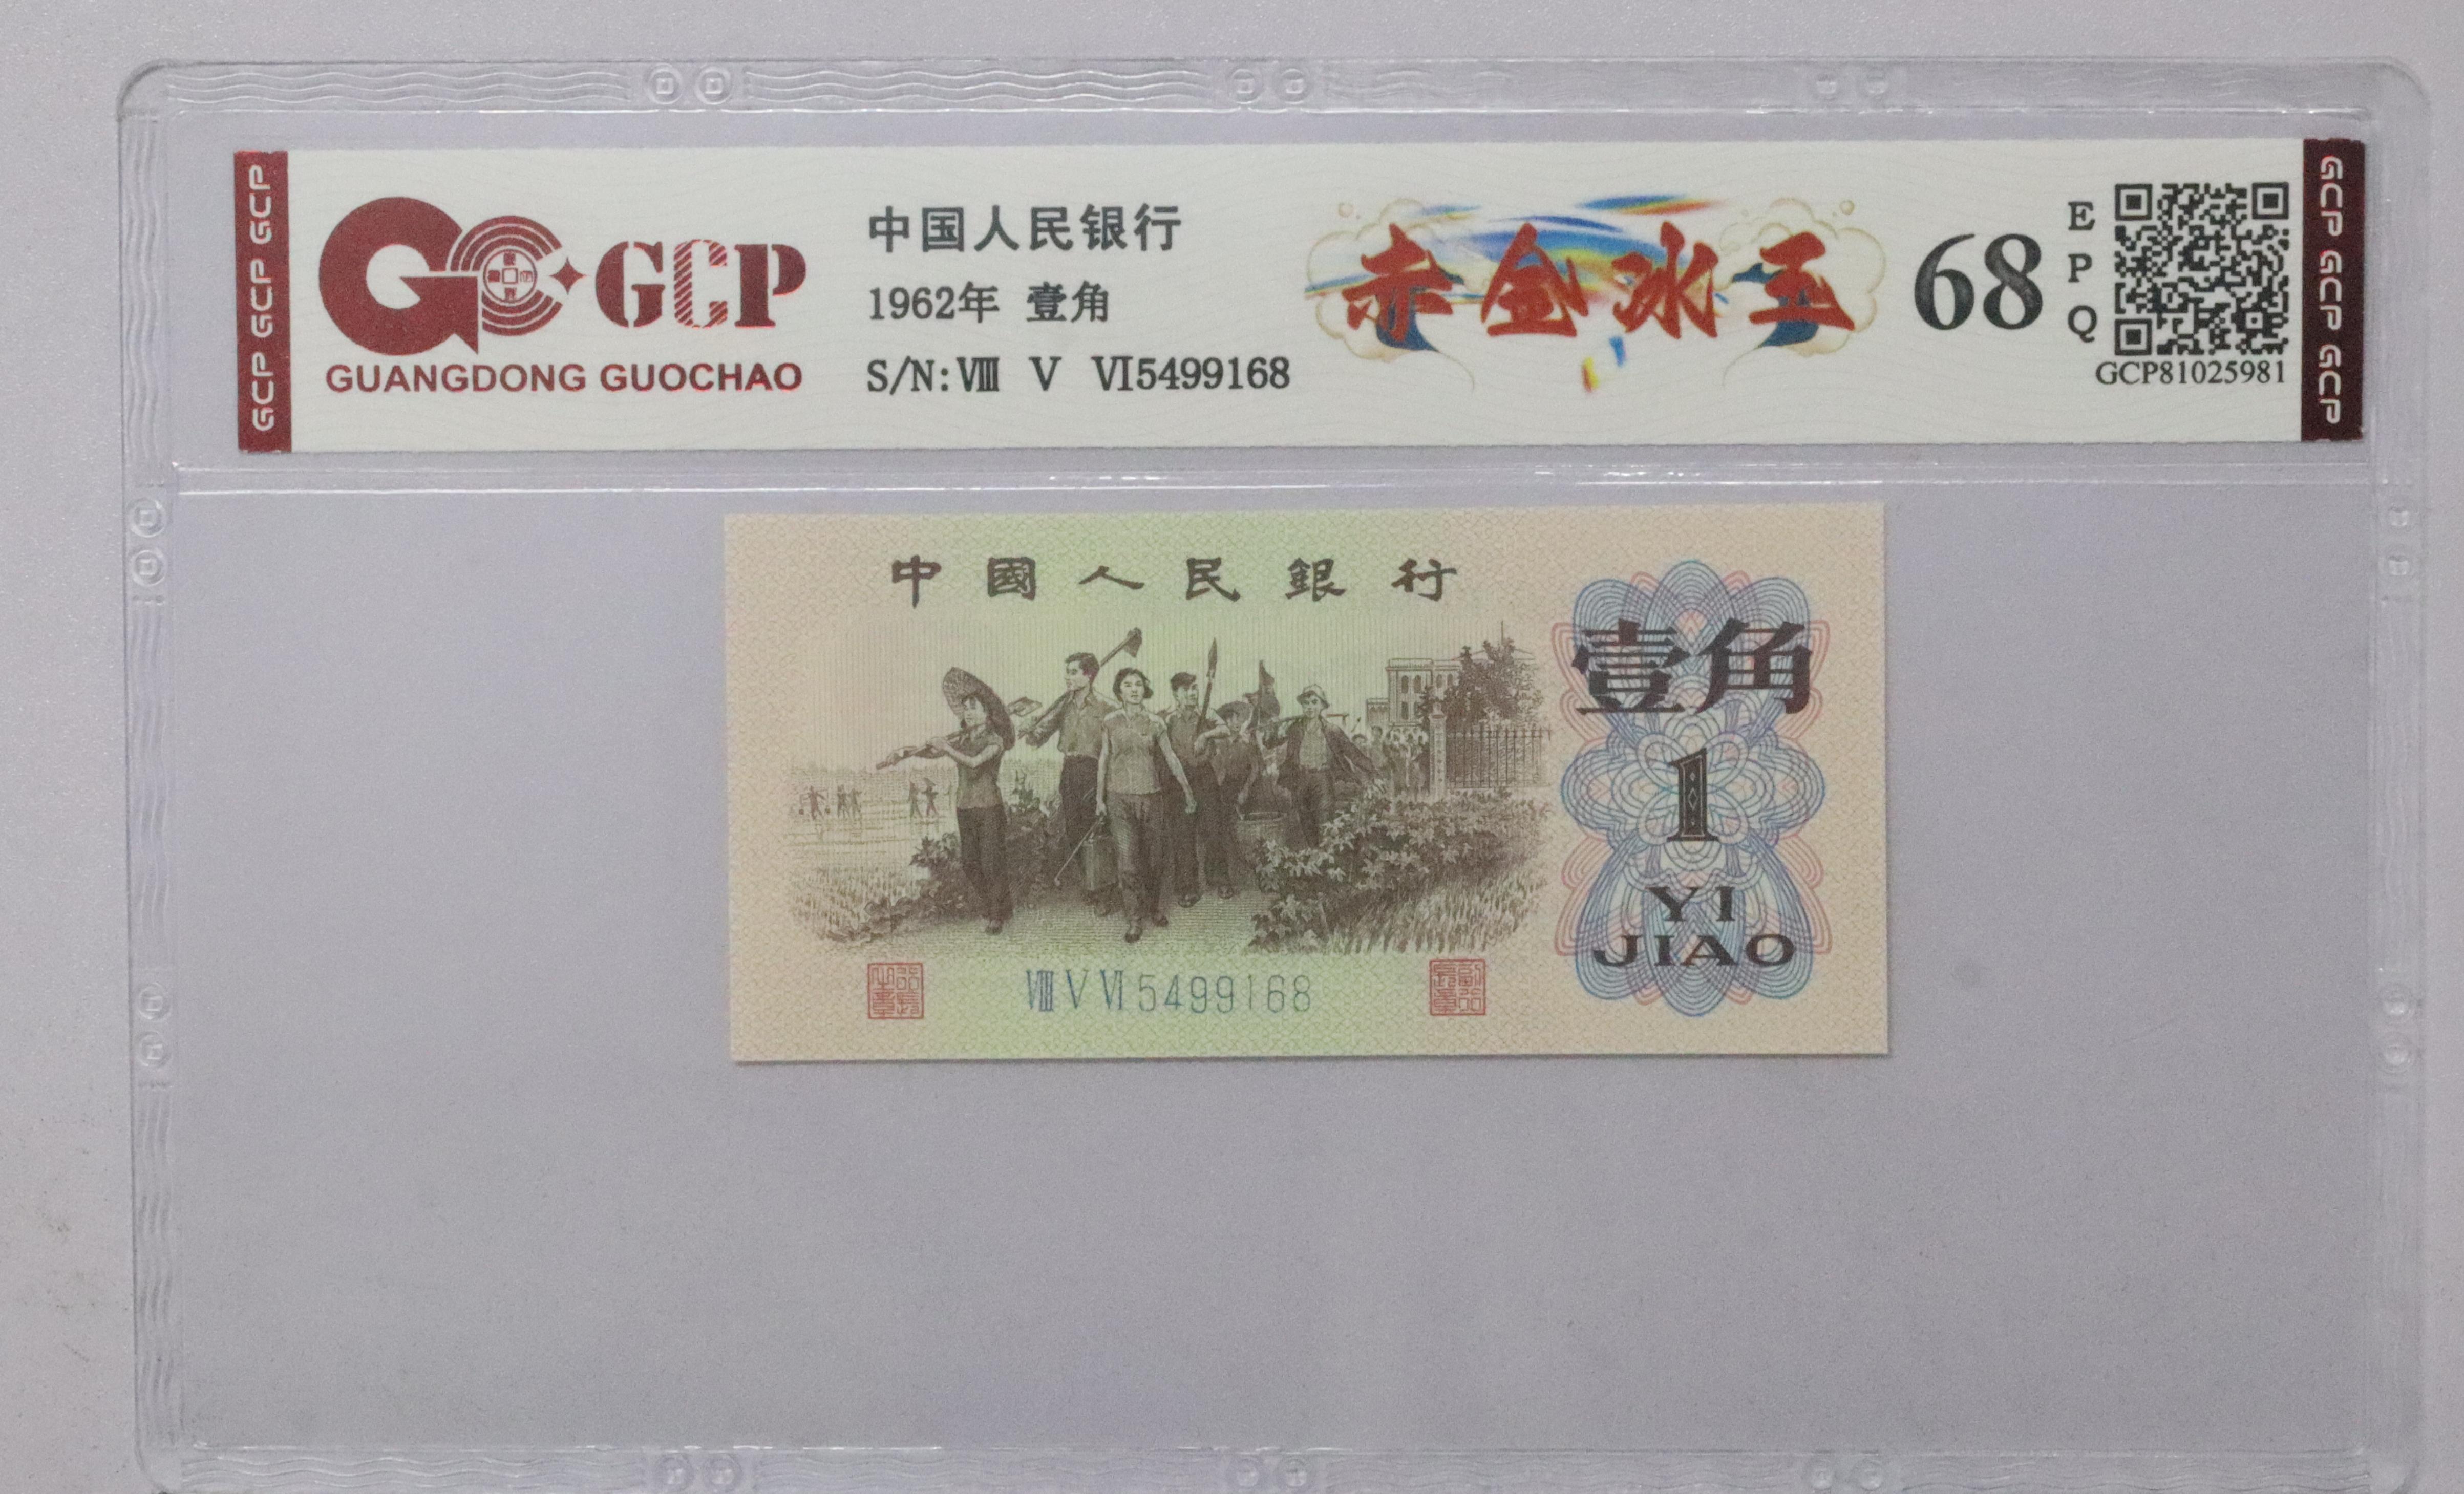 GCP GCP GCP
GCP
GUANGDONG GUOCHAO
中国人民银行
1962年 壹角
S/N:Ⅷ Ⅴ Ⅵ5499168
赤金冰玉
68
EPQ
GCP81025981
GCP GCP GCP
中國人民銀行
壹角
1
YI
JIAO
ⅧⅤⅥ5499168